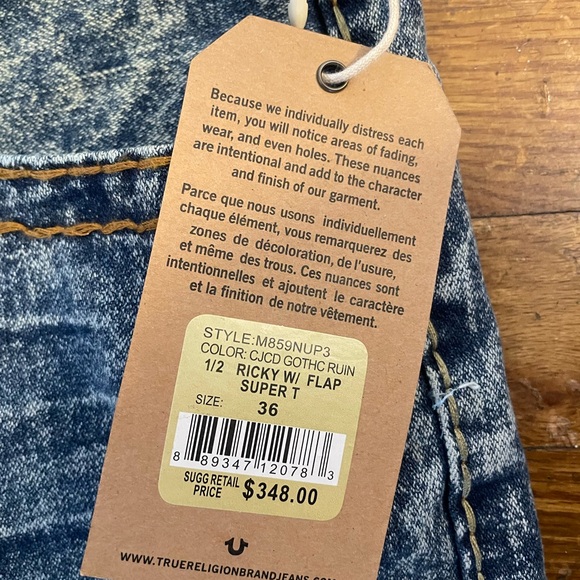 Because we individually distress each
item, you will notice areas of fading,
wear, and even holes. These nuances
are intentional and add to the character
and finish of our garment.
Parce que nous usons individuellement
chaque élément, vous remarquerez des
zones de décoloration, de l'usure,
et même des trous. Ces nuances sont
intentionnelles et ajoutent le caractère
et la finition de notre vêtement.
STYLE:M859NUP3
COLOR: CJCD GOTHC RUIN
1/2 RICKY W/ FLAP
SUPER T
SIZE: 36
8 89347 12078 3
SUGG RETAIL
PRICE $348.00
WWW.TRUERELIGIONBRANDJEANS.COM